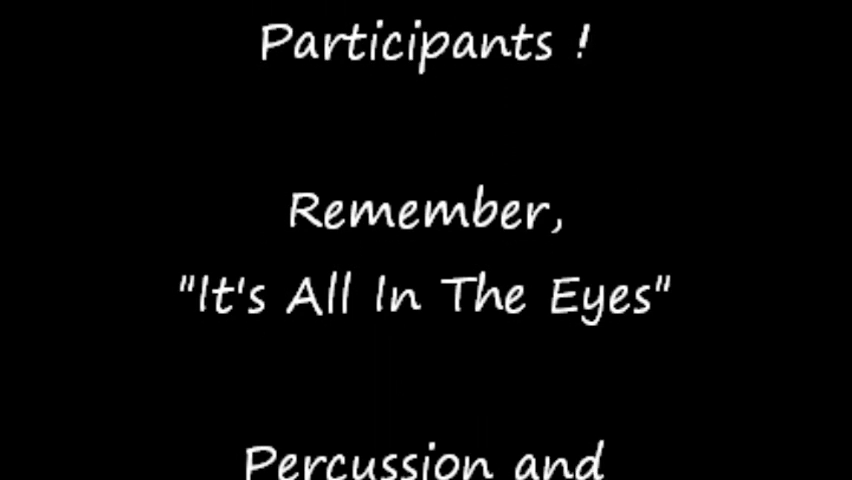 Participants !
Remember,
"It's All In The Eyes"
Percussion and